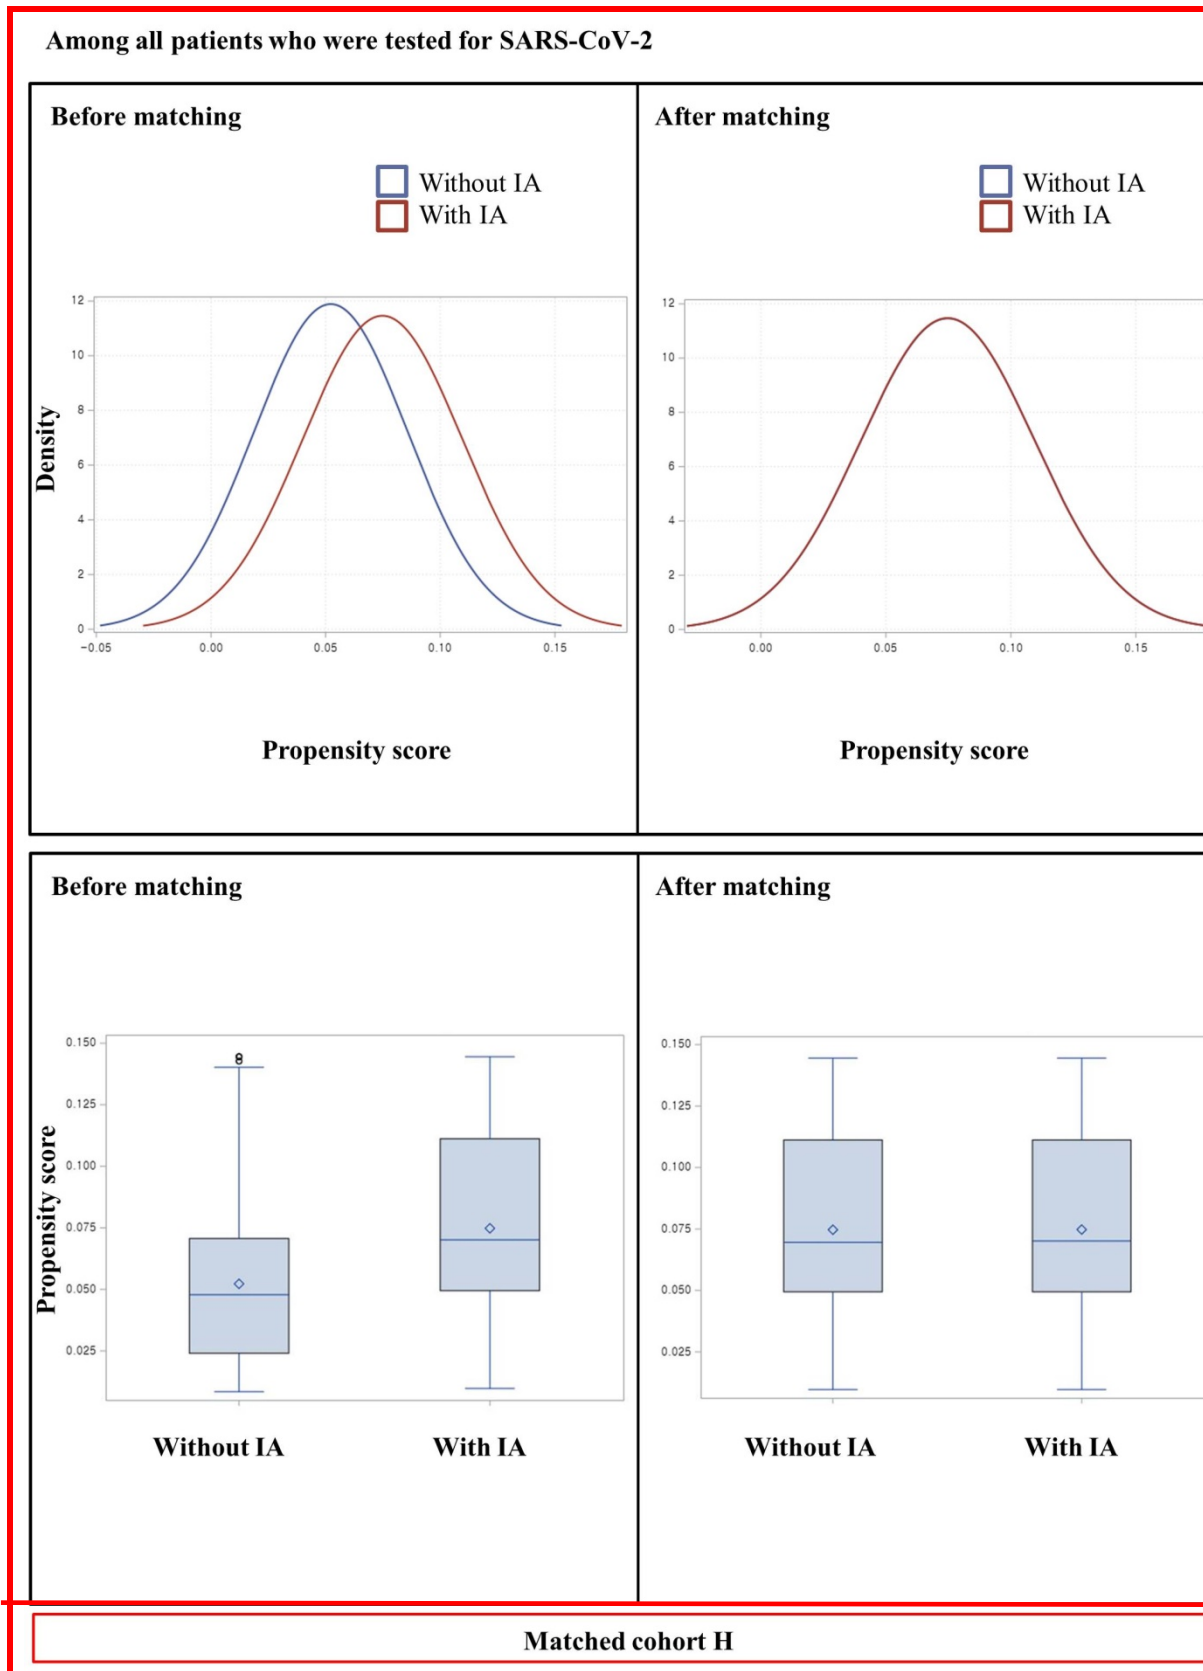 Among all patients who were tested for SARS-CoV-2
Before matching
Without IA
With IA
12
10
8
6
4
2
0
Density
−0.05
0.00
0.05
0.10
0.15
Propensity score
After matching
Without IA
With IA
12
10
8
6
4
2
0
0.00
0.05
0.10
0.15
Propensity score
Before matching
0.150
0.125
0.100
0.075
0.050
0.025
Propensity score
Without IA
With IA
After matching
0.150
0.125
0.100
0.075
0.050
0.025
Without IA
With IA
Matched cohort H